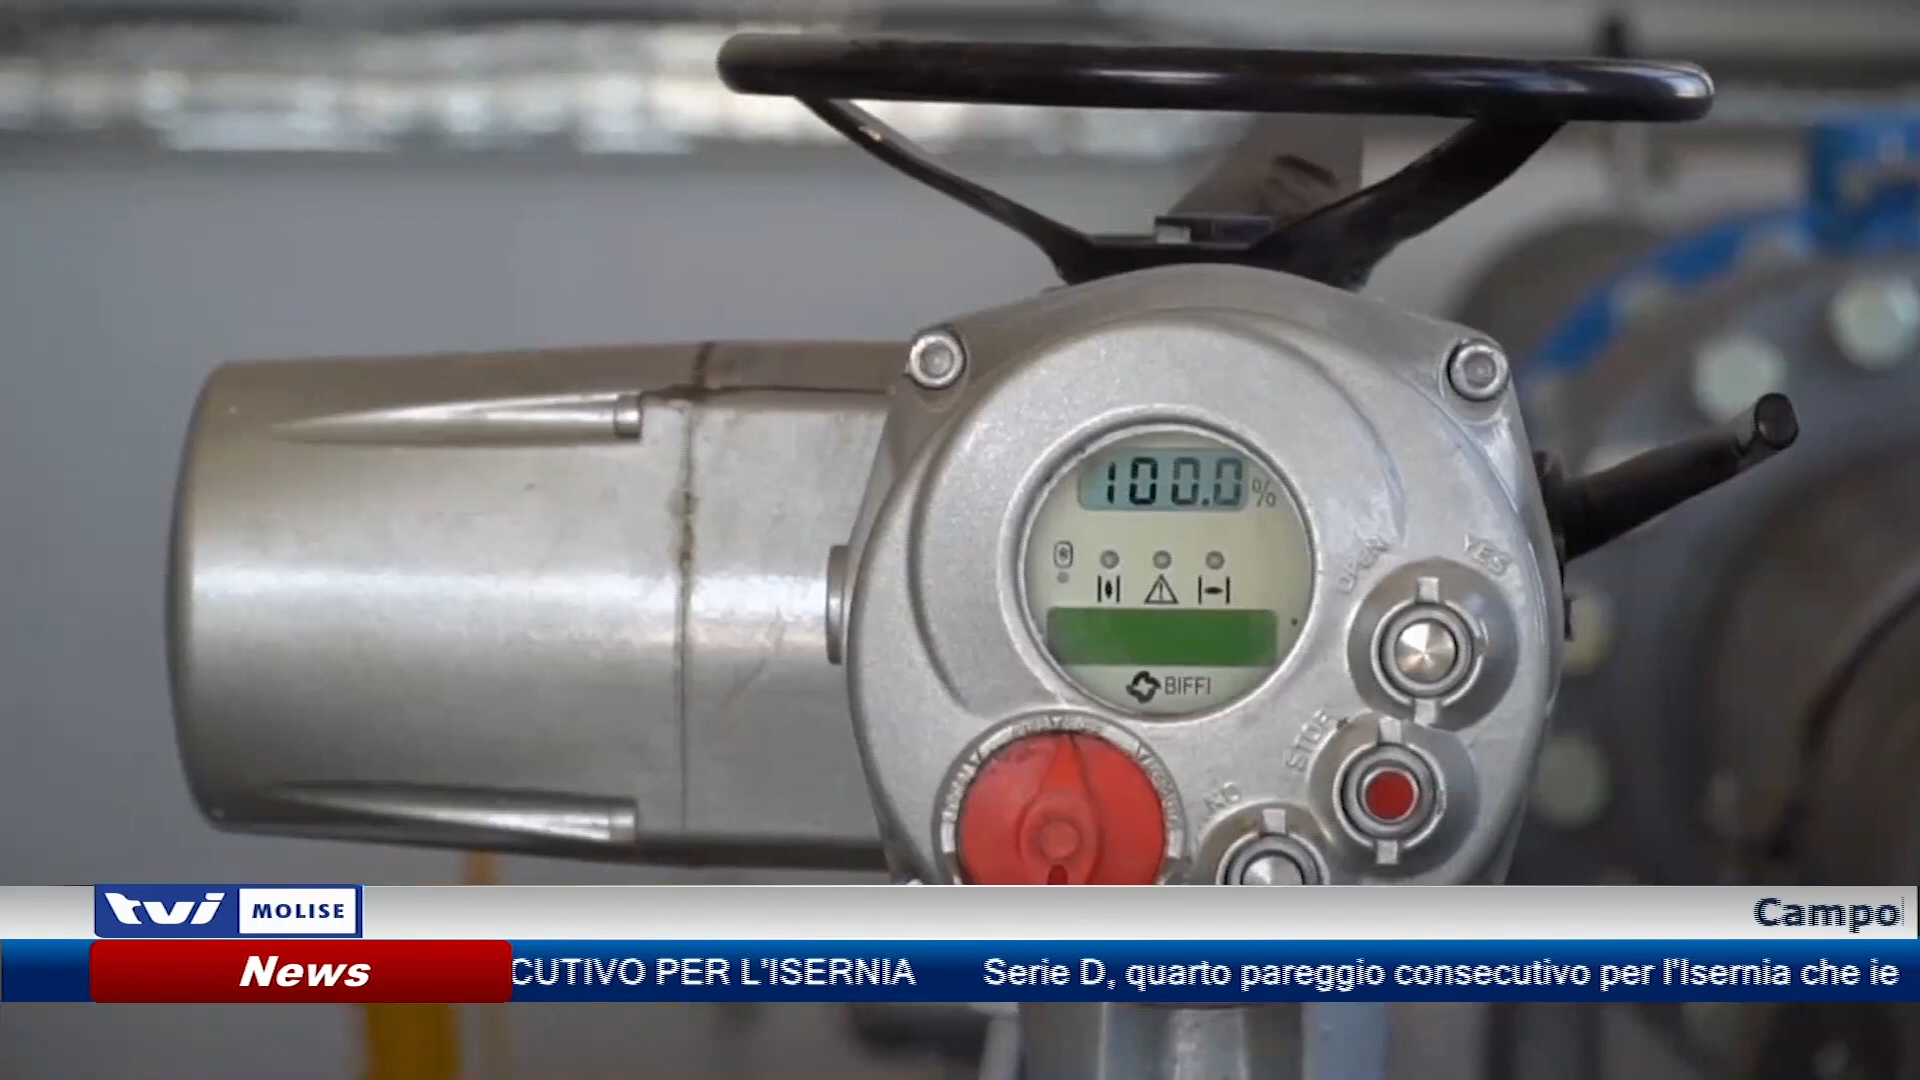 100.0 %
BIFFI
OPEN
YES
STOP
NO
tvi MOLISE
Campo
News
CUTIVO PER L'ISERNIA Serie D, quarto pareggio consecutivo per l'Isernia che ie